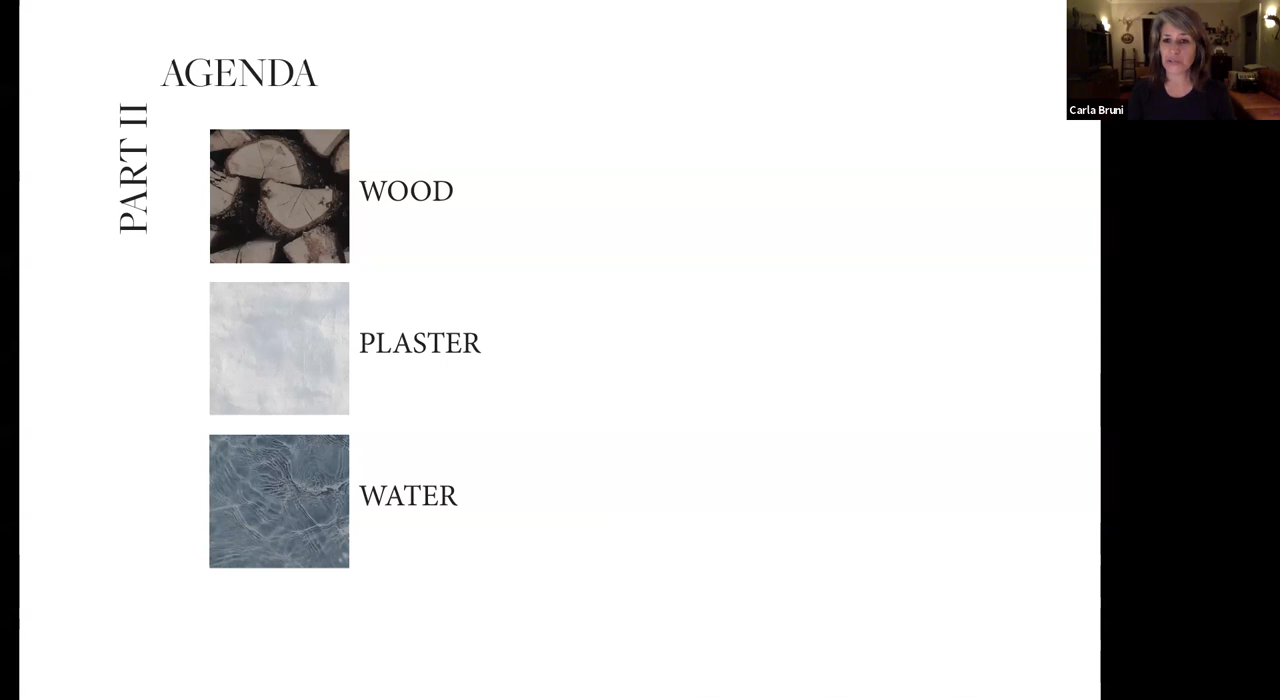 AGENDA
PART II
WOOD
PLASTER
WATER
Carla Bruni